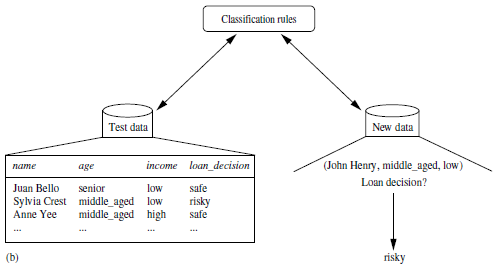 Classification rules
Test data
New data
name age income loan_decision
Juan Bello senior low safe
Sylvia Crest middle_aged low risky
Anne Yee middle_aged high safe
... ... ... ...
(John Henry, middle_aged, low)
Loan decision?
risky
(b)